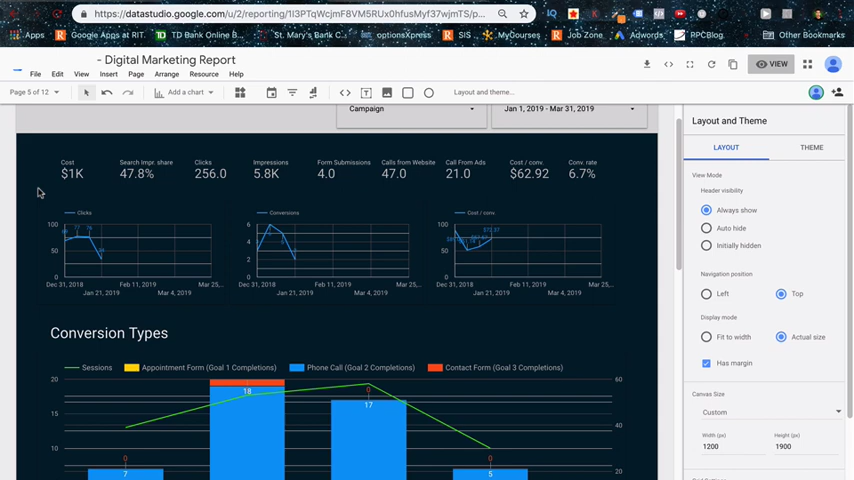 https://datastudio.google.com/u/2/reporting/1I3PTqWcjmF8VM5RUx0hfusMyf37wjmTS/p...
Apps
Google Apps at RIT.
TD Bank Online B...
St. Mary's Bank C...
optionsXpress
SIS
MyCourses
Job Zone
Adwords
PPCBlog
Other Bookmarks
- Digital Marketing Report
File Edit View Insert Page Arrange Resource Help
VIEW
Page 5 of 12
Add a chart
Layout and theme...
Campaign
Jan 1, 2019 - Mar 31, 2019
Cost Search Impr. share Clicks Impressions Form Submissions Calls from Website Call From Ads Cost / conv. Conv. rate
$1K 47.8% 256.0 5.8K 4.0 47.0 21.0 $62.92 6.7%
Clicks
100
50
0
77 74
34
Dec 31, 2018 Feb 11, 2019 Mar 25,...
Jan 21, 2019 Mar 4, 2019
Conversions
6
4
2
0
Dec 31, 2018 Feb 11, 2019 Mar 25,...
Jan 21, 2019 Mar 4, 2019
Cost / conv.
100
50
0
$72.37
Dec 31, 2018 Feb 11, 2019 Mar 25,...
Jan 21, 2019 Mar 4, 2019
Conversion Types
Sessions Appointment Form (Goal 1 Completions) Phone Call (Goal 2 Completions) Contact Form (Goal 3 Completions)
20
15
10
60
40
20
0
7
18
0
17
0
5
Layout and Theme
LAYOUT THEME
View Mode
Header visibility
Always show
Auto hide
Initially hidden
Navigation position
Left Top
Display mode
Fit to width Actual size
Has margin
Canvas Size
Custom
Width (px) Height (px)
1200 1900